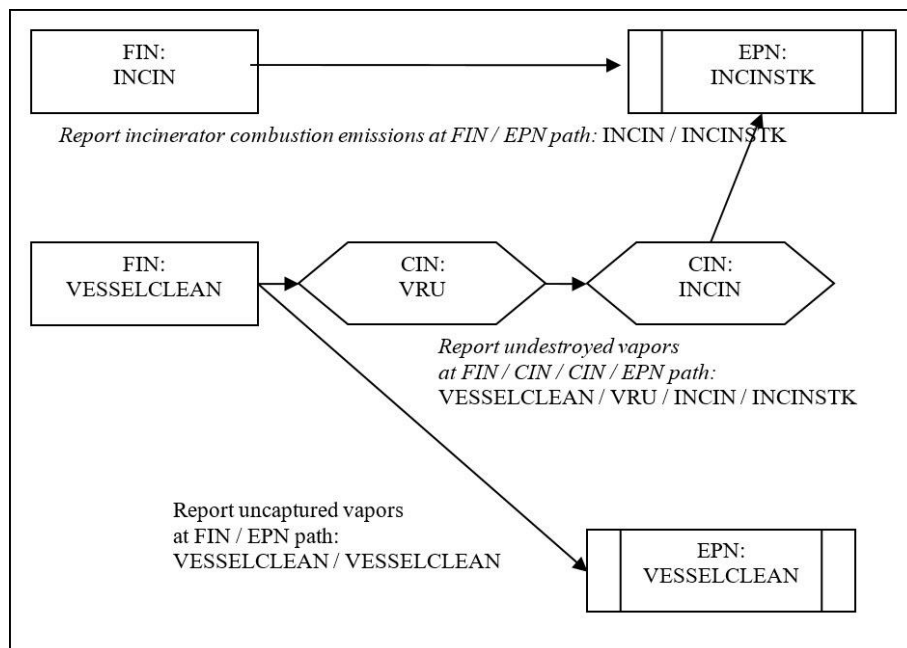 FIN:
INCIN
EPN:
INCINSTK
Report incinerator combustion emissions at FIN / EPN path: INCIN / INCINSTK
FIN:
VESSELCLEAN
CIN:
VRU
CIN:
INCIN
Report undestroyed vapors
at FIN / CIN / CIN / EPN path:
VESSELCLEAN / VRU / INCIN / INCINSTK
Report uncaptured vapors
at FIN / EPN path:
VESSELCLEAN / VESSELCLEAN
EPN:
VESSELCLEAN